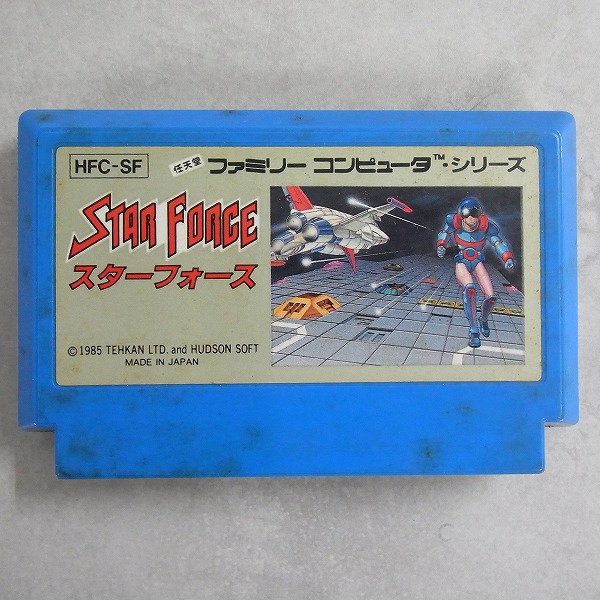 HFC-SF
任天堂 ファミリー コンピュータ™・シリーズ
STAR FORCE
スターフォース
© 1985 TEHKAN LTD. and HUDSON SOFT
MADE IN JAPAN